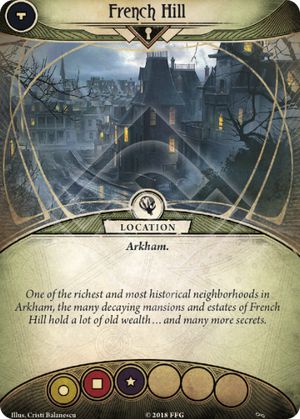 French Hill
LOCATION
Arkham.
One of the richest and most historical neighborhoods in
Arkham, the many decaying mansions and estates of French
Hill hold a lot of old wealth…and many more secrets.
Illus. Cristi Balanescu
© 2018 FFG